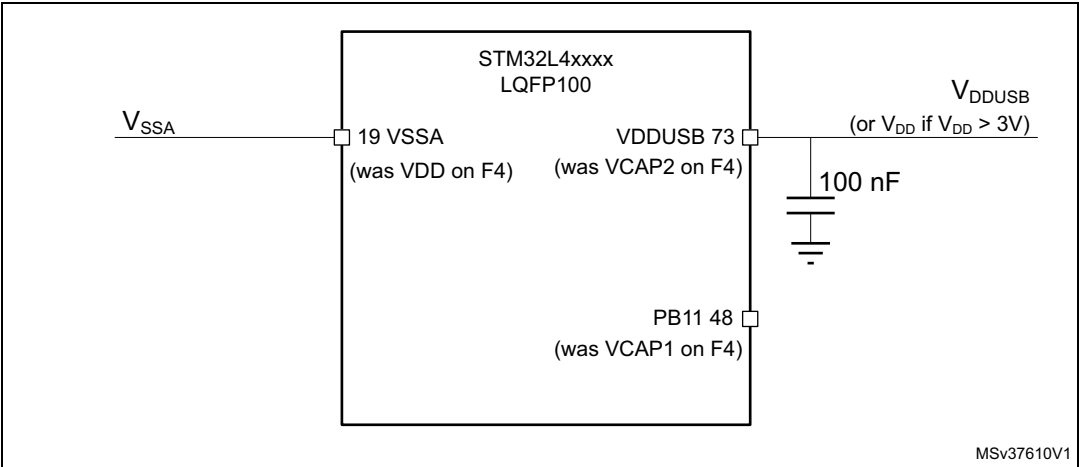 STM32L4xxxx
LQFP100
VSSA
19 VSSA
(was VDD on F4)
VDDUSB 73
(was VCAP2 on F4)
VDDUSB
(or VDD if VDD > 3V)
100 nF
PB11 48
(was VCAP1 on F4)
MSv37610V1